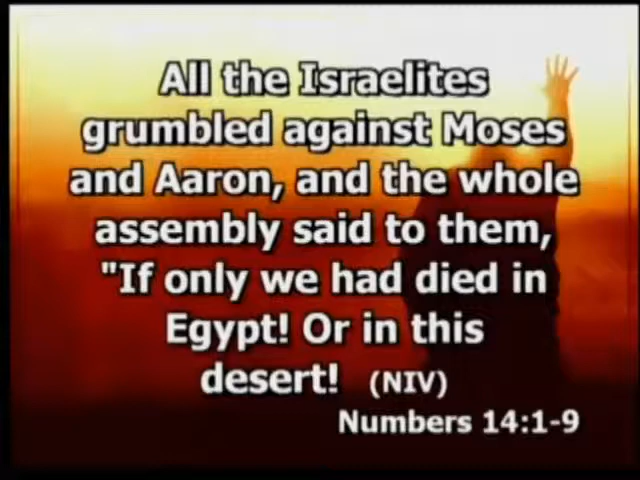 All the Israelites
grumbled against Moses
and Aaron, and the whole
assembly said to them,
"If only we had died in
Egypt! Or in this
desert! (NIV)
Numbers 14:1-9